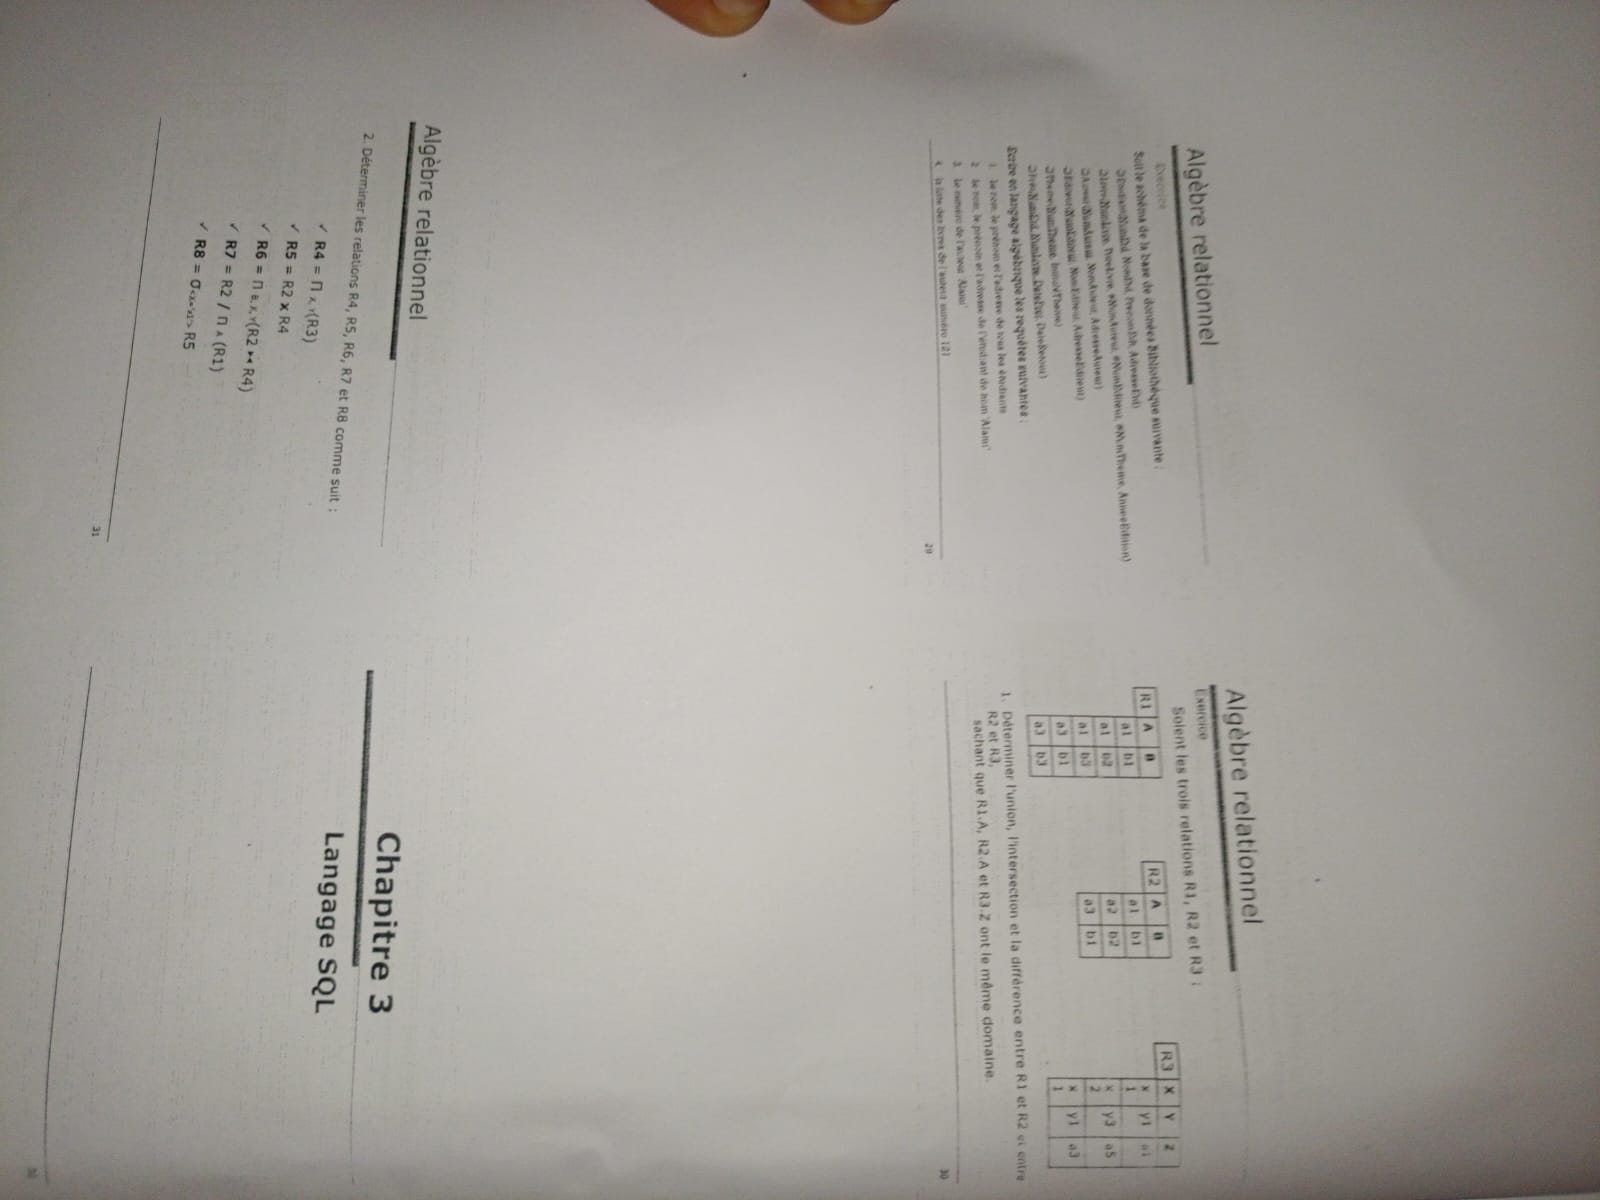 Algèbre relationnel
Exercice
Soit le schéma de la base de données Bibliothèque suivante :
Etudiant(NumEtd, NomEtd, PrenomEtd, AdresseEtd)
Livre(NumLivre, TitreLivre, #NumAuteur, #NumEditeur, #NumTheme, AnneeEdition)
Auteur(NumAuteur, NomAuteur, AdresseAuteur)
Editeur(NumEditeur, NomEditeur, AdresseEditeur)
Theme(NumTheme, IntituléTheme)
Prêt(NumEtd, NumLivre, DatePret, DateRetour)
Ecrire en langage algébrique les requêtes suivantes :
1. Le nom, le prénom et l'adresse de tous les étudiants
2. Le nom, le prénom et l'adresse de l'étudiant de nom 'Alami'
3. Le numéro de l'auteur 'Alami'
4. la liste des livres de l'auteur numéro 121
29
Algèbre relationnel
Exercice
Soient les trois relations R1, R2 et R3 :
R1 A B
a1 b1
a1 b2
a1 b3
a3 b1
a3 b3
R2 A B
a1 b1
a2 b2
a3 b1
R3 X Y Z
x1 y1 a1
x2 y3 a5
x1 y1 a3
1. Déterminer l'union, l'intersection et la différence entre R1 et R2 et entre
R2 et R3,
sachant que R1.A, R2.A et R3.Z ont le même domaine.
30
Algèbre relationnel
2. Déterminer les relations R4, R5, R6, R7 et R8 comme suit :
✓ R4 = Π X, Y(R3)
✓ R5 = R2 x R4
✓ R6 = Π B, X, Y(R2 ⋈ R4)
✓ R7 = R2 / Π A (R1)
✓ R8 = σ<X='x1'> R5
31
Chapitre 3
Langage SQL